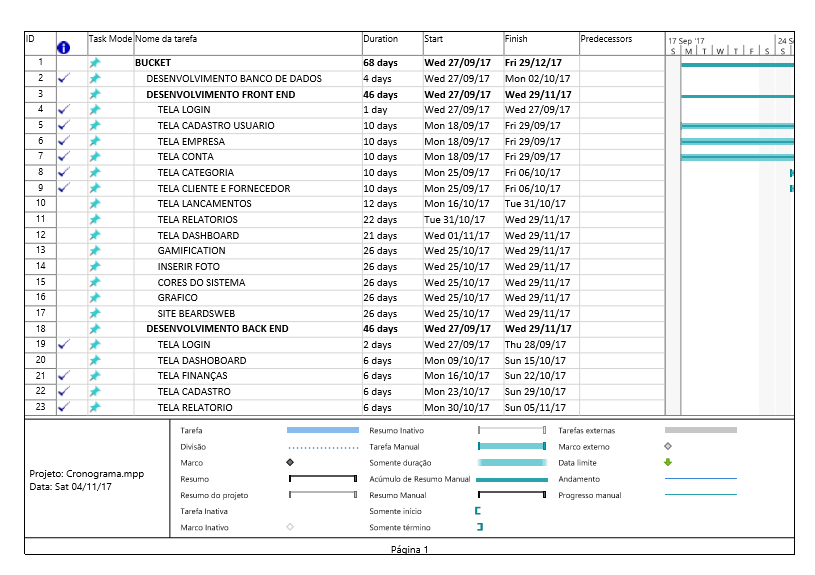 ID Task Mode Nome da tarefa Duration Start Finish Predecessors 17 Sep '17 24 S
S M T W T F S S
1 BUCKET 68 days Wed 27/09/17 Fri 29/12/17
2 DESENVOLVIMENTO BANCO DE DADOS 4 days Wed 27/09/17 Mon 02/10/17
3 DESENVOLVIMENTO FRONT END 46 days Wed 27/09/17 Wed 29/11/17
4 TELA LOGIN 1 day Wed 27/09/17 Wed 27/09/17
5 TELA CADASTRO USUARIO 10 days Mon 18/09/17 Fri 29/09/17
6 TELA EMPRESA 10 days Mon 18/09/17 Fri 29/09/17
7 TELA CONTA 10 days Mon 18/09/17 Fri 29/09/17
8 TELA CATEGORIA 10 days Mon 25/09/17 Fri 06/10/17
9 TELA CLIENTE E FORNECEDOR 10 days Mon 25/09/17 Fri 06/10/17
10 TELA LANCAMENTOS 12 days Mon 16/10/17 Tue 31/10/17
11 TELA RELATORIOS 22 days Tue 31/10/17 Wed 29/11/17
12 TELA DASHBOARD 21 days Wed 01/11/17 Wed 29/11/17
13 GAMIFICATION 26 days Wed 25/10/17 Wed 29/11/17
14 INSERIR FOTO 26 days Wed 25/10/17 Wed 29/11/17
15 CORES DO SISTEMA 26 days Wed 25/10/17 Wed 29/11/17
16 GRAFICO 26 days Wed 25/10/17 Wed 29/11/17
17 SITE BEARDSWEB 26 days Wed 25/10/17 Wed 29/11/17
18 DESENVOLVIMENTO BACK END 46 days Wed 27/09/17 Wed 29/11/17
19 TELA LOGIN 2 days Wed 27/09/17 Thu 28/09/17
20 TELA DASHOBOARD 6 days Mon 09/10/17 Sun 15/10/17
21 TELA FINANÇAS 6 days Mon 16/10/17 Sun 22/10/17
22 TELA CADASTRO 6 days Mon 23/10/17 Sun 29/10/17
23 TELA RELATORIO 6 days Mon 30/10/17 Sun 05/11/17
Projeto: Cronograma.mpp
Data: Sat 04/11/17
Tarefa Resumo Inativo Tarefas externas
Divisão Tarefa Manual Marco externo
Marco Somente duração Data limite
Resumo Acúmulo de Resumo Manual Andamento
Resumo do projeto Resumo Manual Progresso manual
Tarefa Inativa Somente início
Marco Inativo Somente término
Página 1